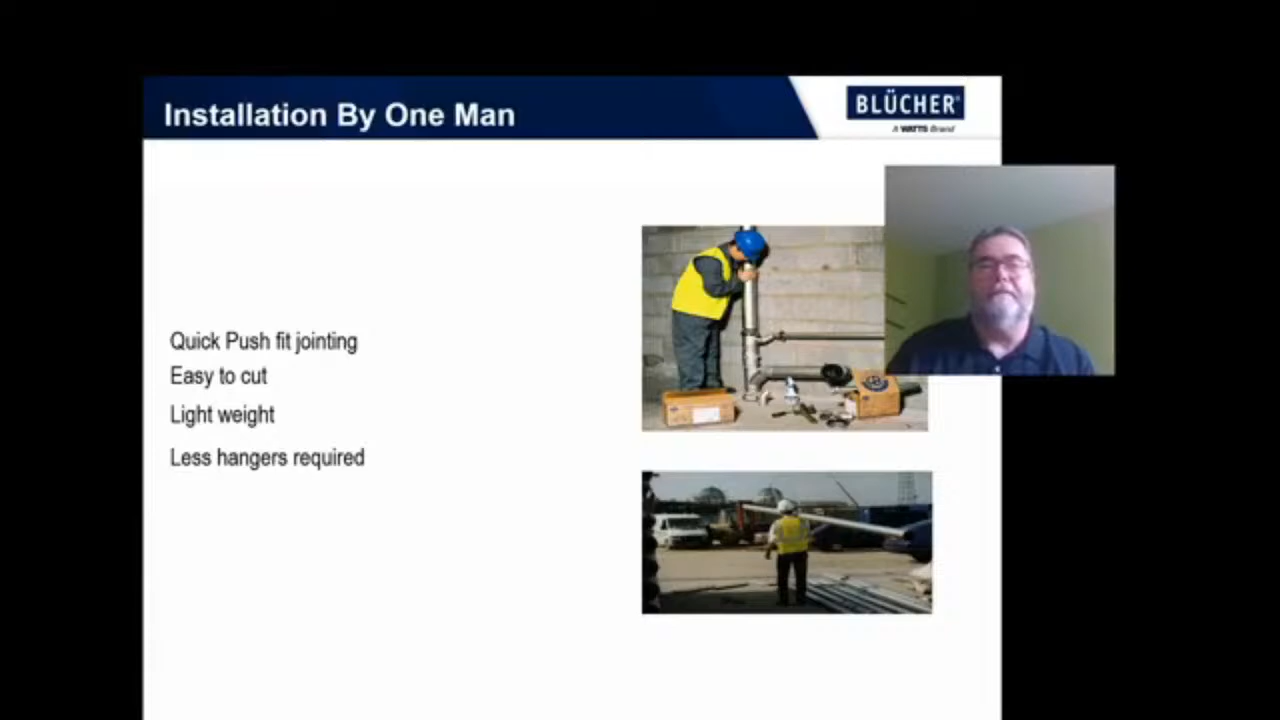 Installation By One Man
BLÜCHER®
A WATTS Brand
Quick Push fit jointing
Easy to cut
Light weight
Less hangers required